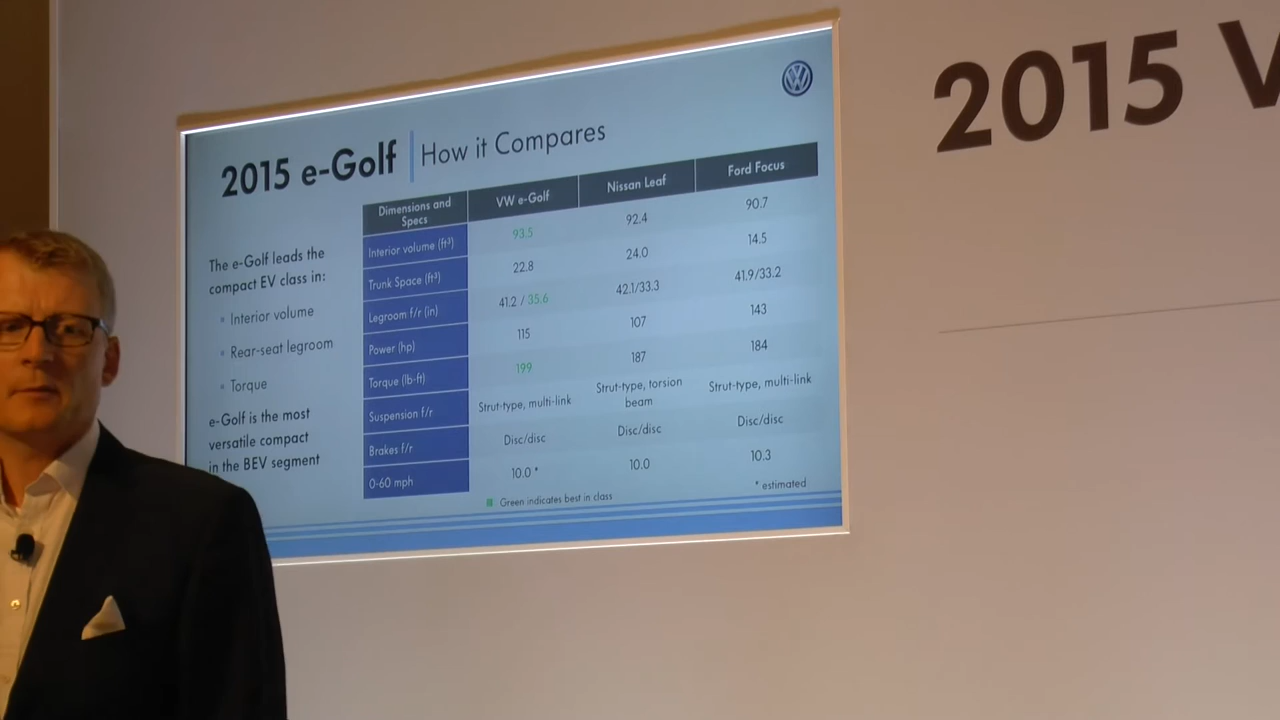 2015 V
2015 e-Golf | How it Compares
The e-Golf leads the
compact EV class in:
• Interior volume
• Rear-seat legroom
• Torque
e-Golf is the most
versatile compact
in the BEV segment
Dimensions and Specs VW e-Golf Nissan Leaf Ford Focus
Interior volume (ft³) 93.5 92.4 90.7
Trunk Space (ft³) 22.8 24.0 14.5
Legroom f/r (in) 41.2 / 35.6 42.1/33.3 41.9/33.2
Power (hp) 115 107 143
Torque (lb-ft) 199 187 184
Suspension f/r Strut-type, multi-link Strut-type, torsion beam Strut-type, multi-link
Brakes f/r Disc/disc Disc/disc Disc/disc
0-60 mph 10.0 * 10.0 10.3
Green indicates best in class
* estimated